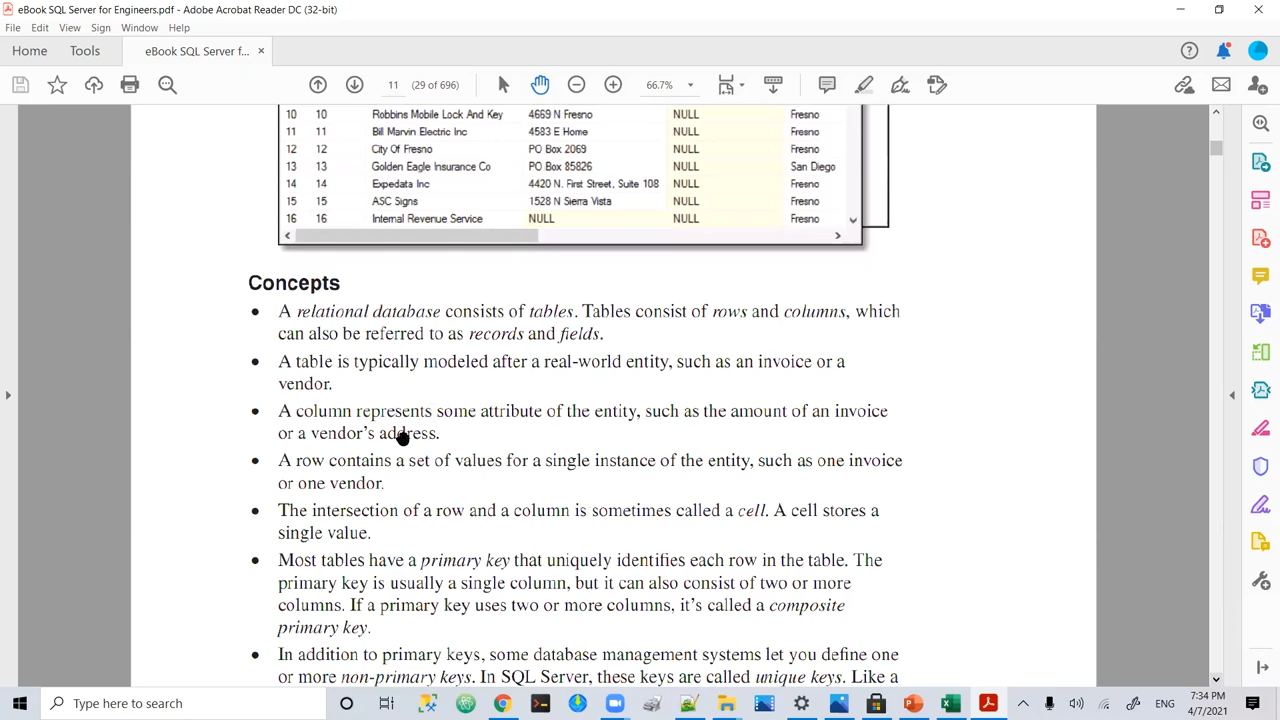 eBook SQL Server for Engineers.pdf - Adobe Acrobat Reader DC (32-bit)
File Edit View Sign Window Help
Home Tools eBook SQL Server f... ×
11 (29 of 696) 66.7%
10 10 Robbins Mobile Lock And Key 4669 N Fresno NULL Fresno
11 11 Bill Marvin Electric Inc 4583 E Home NULL Fresno
12 12 City Of Fresno PO Box 2069 NULL Fresno
13 13 Golden Eagle Insurance Co PO Box 85826 NULL San Diego
14 14 Expedata Inc 4420 N. First Street, Suite 108 NULL Fresno
15 15 ASC Signs 1528 N Sierra Vista NULL Fresno
16 16 Internal Revenue Service NULL NULL Fresno
Concepts
• A relational database consists of tables. Tables consist of rows and columns, which
can also be referred to as records and fields.
• A table is typically modeled after a real-world entity, such as an invoice or a
vendor.
• A column represents some attribute of the entity, such as the amount of an invoice
or a vendor's address.
• A row contains a set of values for a single instance of the entity, such as one invoice
or one vendor.
• The intersection of a row and a column is sometimes called a cell. A cell stores a
single value.
• Most tables have a primary key that uniquely identifies each row in the table. The
primary key is usually a single column, but it can also consist of two or more
columns. If a primary key uses two or more columns, it's called a composite
primary key.
• In addition to primary keys, some database management systems let you define one
or more non-primary keys. In SQL Server, these keys are called unique keys. Like a
Type here to search
ENG
7:34 PM
4/7/2021